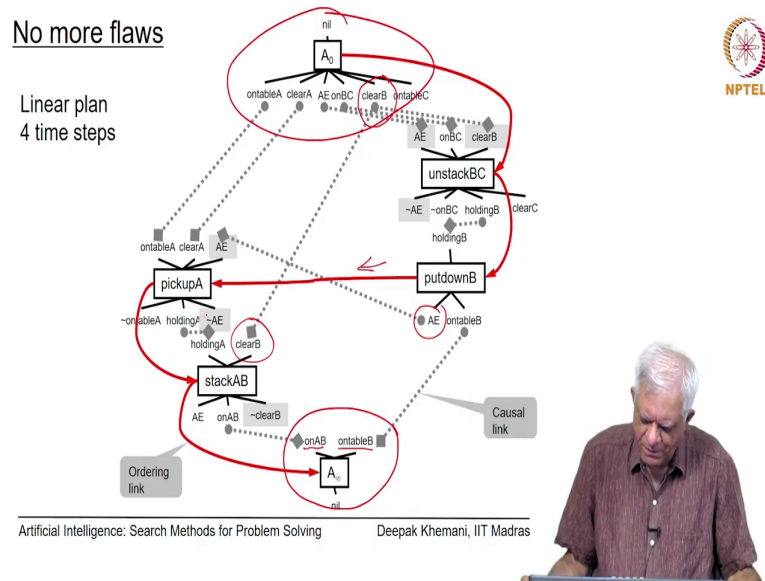 No more flaws
nil
NPTEL
A₀
Linear plan
4 time steps
ontableA clearA AE onBC clearB ontableC
AE onBC clearB
unstackBC
~AE ~onBC holdingB clearC
holdingB
ontableA clearA AE
pickupA
putdownB
~ontableA holdingA ~AE
AE ontableB
holdingA clearB
stackAB
AE onAB ~clearB
Causal
link
onAB ontableB
A∞
Ordering
link
nil
Artificial Intelligence: Search Methods for Problem Solving Deepak Khemani, IIT Madras